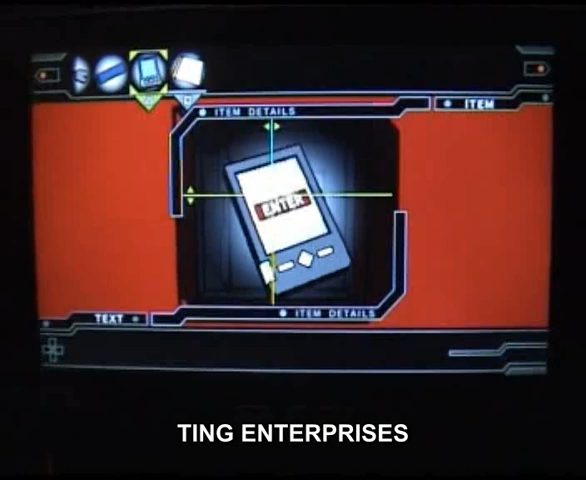 ITEM DETAILS
ITEM
ENTER
ITEM DETAILS
TEXT
TING ENTERPRISES